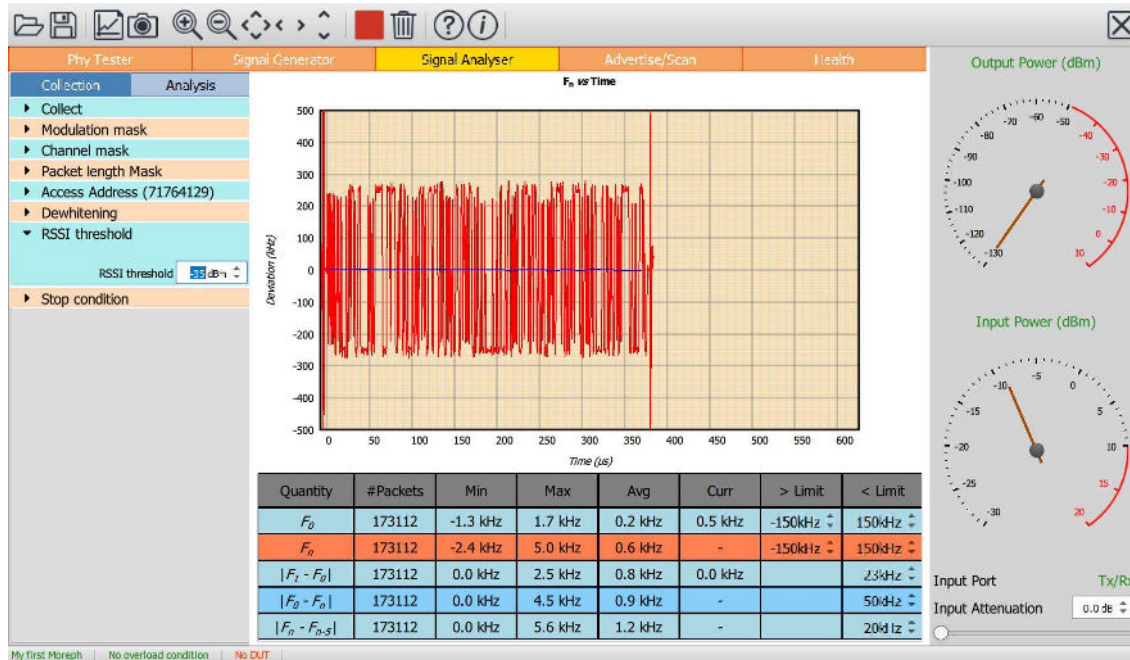 Phy Tester Signal Generator Signal Analyser Advertise/Scan Health
Collection Analysis
Collect
Modulation mask
Channel mask
Packet length Mask
Access Address (71764129)
Dewhitening
RSSI threshold
RSSI threshold -95 dBm
Stop condition
Fn vs Time
500
400
300
200
100
0
-100
-200
-300
-400
-500
Deviation (kHz)
0 50 100 150 200 250 300 350 400 450 500 550 600
Time (µs)
Quantity #Packets Min Max Avg Curr > Limit < Limit
F0 173112 -1.3 kHz 1.7 kHz 0.2 kHz 0.5 kHz -150kHz 150kHz
Fn 173112 -2.4 kHz 5.0 kHz 0.6 kHz - -150kHz 150kHz
|F1 - F0| 173112 0.0 kHz 2.5 kHz 0.8 kHz 0.0 kHz 23kHz
|F0 - Fn| 173112 0.0 kHz 4.5 kHz 0.9 kHz - 50kHz
|Fn - Fn-5| 173112 0.0 kHz 5.6 kHz 1.2 kHz - 20kHz
Output Power (dBm)
-130 -120 -110 -100 -90 -80 -70 -60 -50 -40 -30 -20 -10 0 10
Input Power (dBm)
-30 -25 -20 -15 -10 -5 0 5 10 15 20
Input Port Tx/Rx
Input Attenuation 0.0 dB
My first Moreph No overload condition No DUT